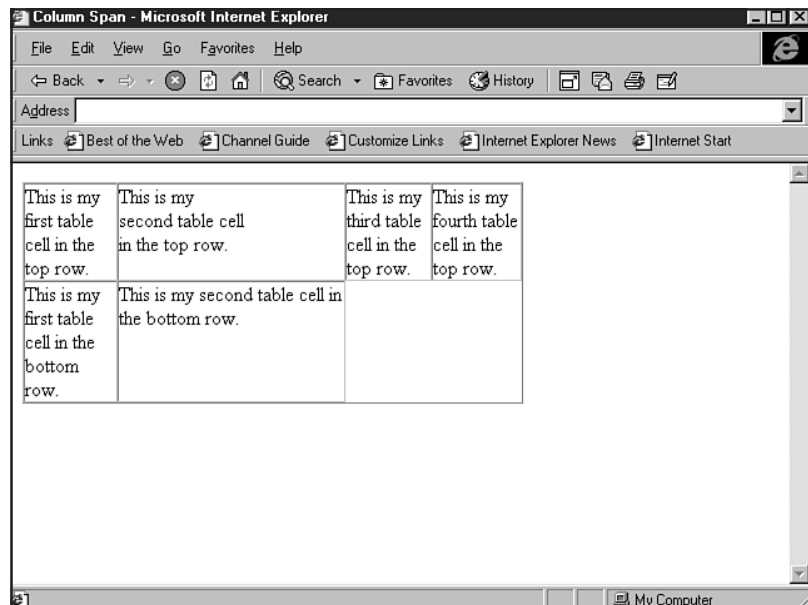 Column Span - Microsoft Internet Explorer
File Edit View Go Favorites Help
Back Search Favorites History
Address
Links Best of the Web Channel Guide Customize Links Internet Explorer News Internet Start
This is my
first table
cell in the
top row.
This is my
second table cell
in the top row.
This is my
third table
cell in the
top row.
This is my
fourth table
cell in the
top row.
This is my
first table
cell in the
bottom
row.
This is my second table cell in
the bottom row.
My Computer